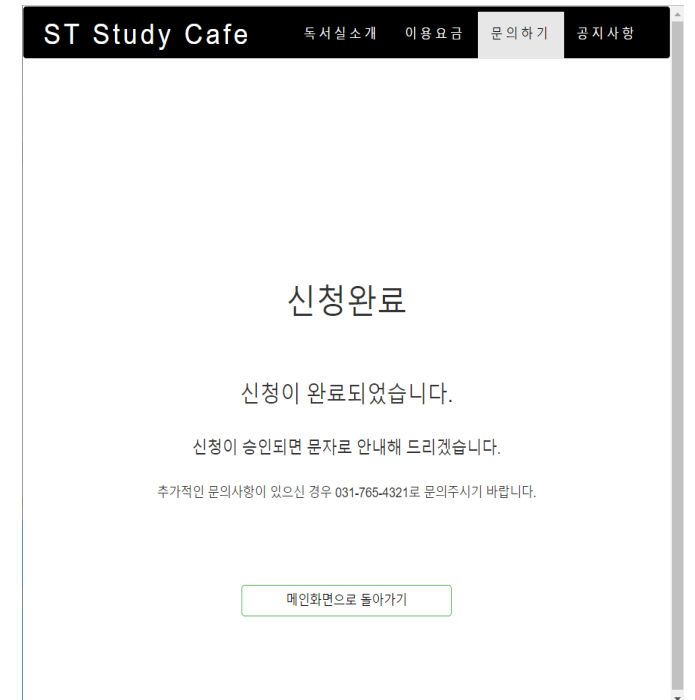 ST Study Cafe 독서실소개 이용요금 문의하기 공지사항
신청완료
신청이 완료되었습니다.
신청이 승인되면 문자로 안내해 드리겠습니다.
추가적인 문의사항이 있으신 경우 031-765-4321로 문의주시기 바랍니다.
메인화면으로 돌아가기